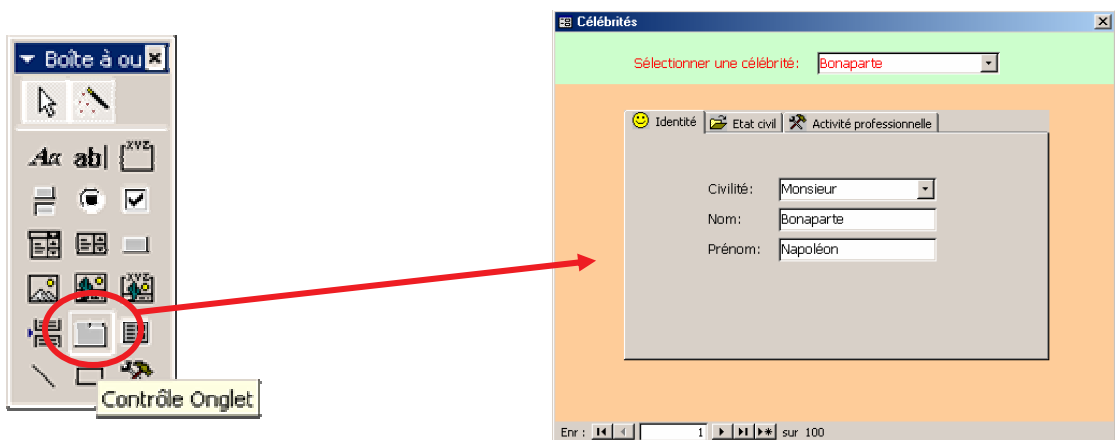 Boîte à ou
Aa ab| XYZ
XYZ
Contrôle Onglet
Célébrités
Sélectionner une célébrité: Bonaparte
Identité Etat civil Activité professionnelle
Civilité: Monsieur
Nom: Bonaparte
Prénom: Napoléon
Enr : 1 sur 100